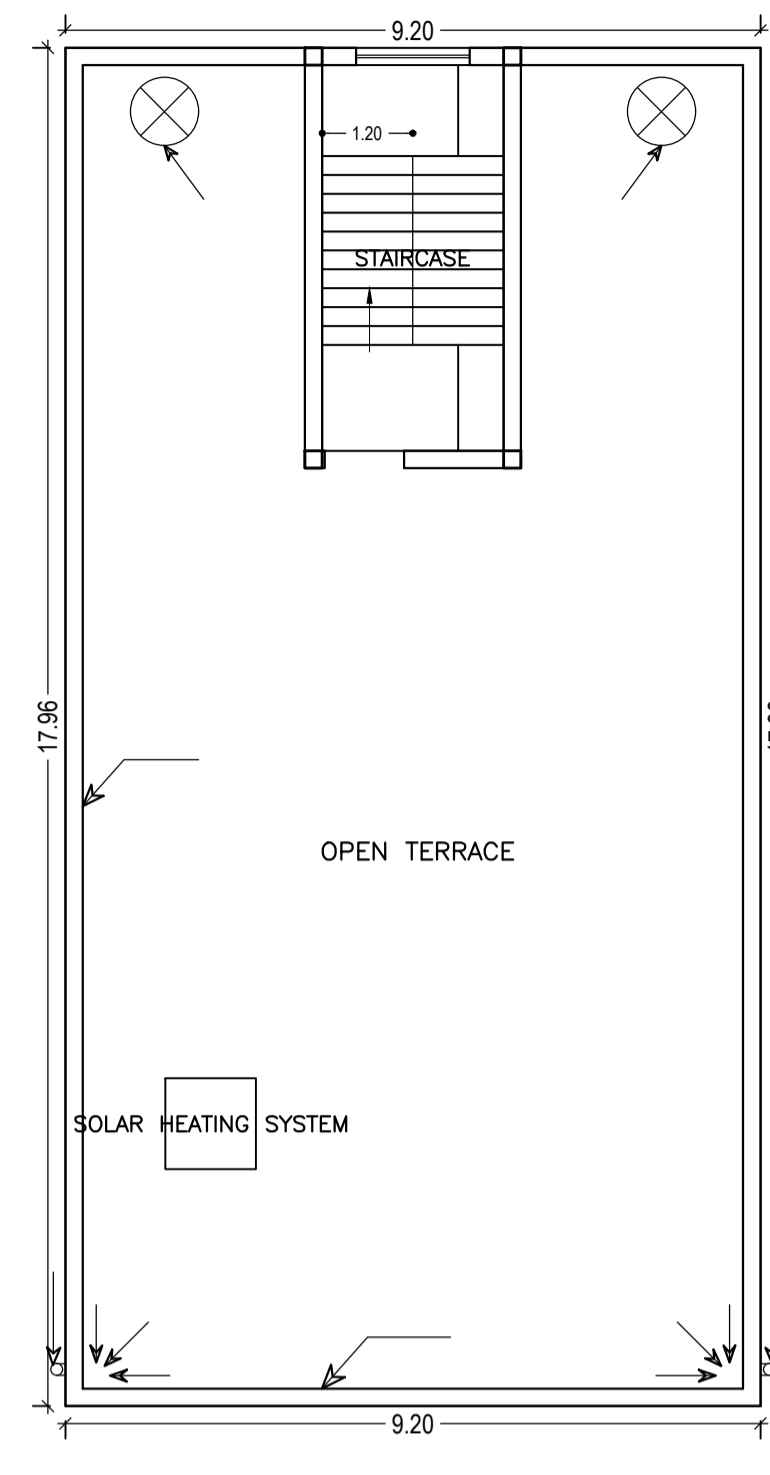 9.20
1.20
STAIRCASE
17.96
OPEN TERRACE
SOLAR HEATING SYSTEM
9.20